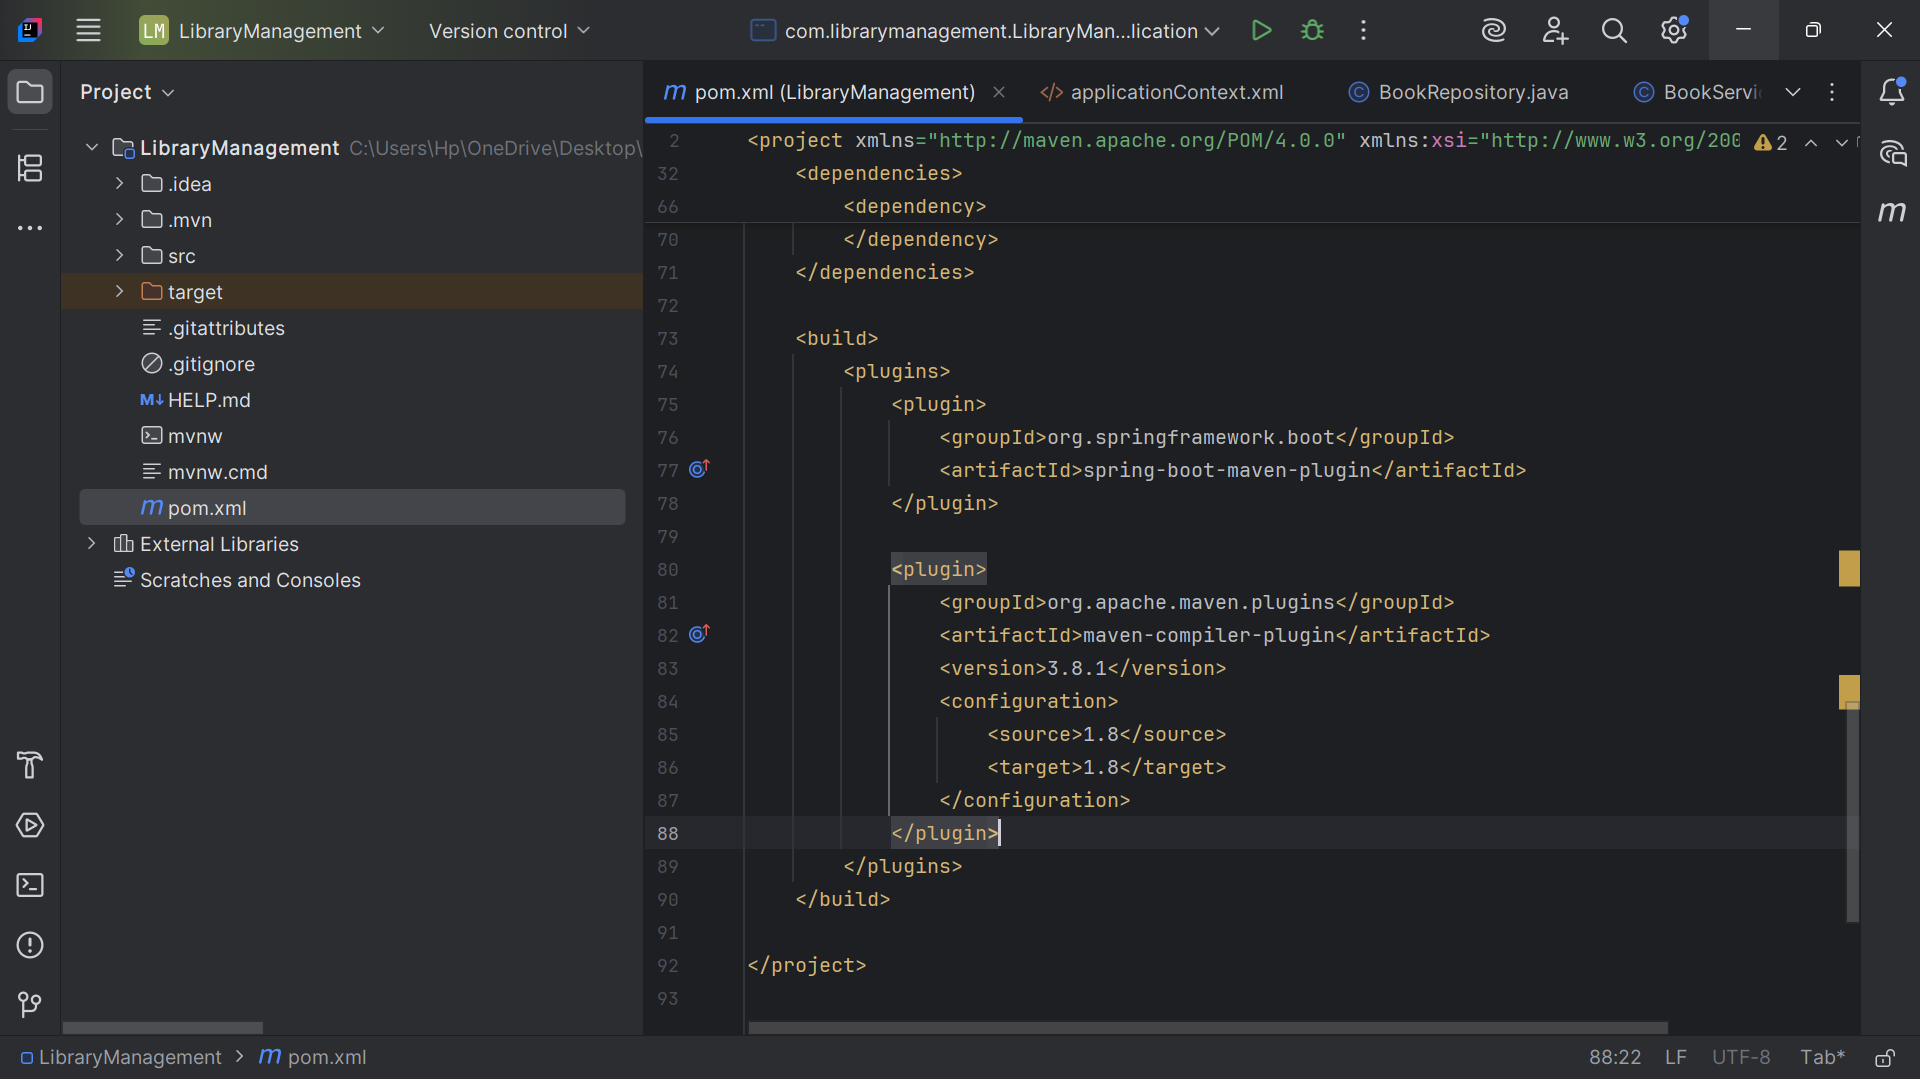 LM LibraryManagement Version control com.librarymanagement.LibraryMan...lication
Project
LibraryManagement C:\Users\Hp\OneDrive\Desktop\
.idea
.mvn
src
target
.gitattributes
.gitignore
M↓ HELP.md
mvnw
mvnw.cmd
m pom.xml
External Libraries
Scratches and Consoles
m pom.xml (LibraryManagement) </> applicationContext.xml C BookRepository.java C BookServi
2 <project xmlns="http://maven.apache.org/POM/4.0.0" xmlns:xsi="http://www.w3.org/200 2
32 <dependencies>
66 <dependency>
70 </dependency>
71 </dependencies>
72
73 <build>
74 <plugins>
75 <plugin>
76 <groupId>org.springframework.boot</groupId>
77 <artifactId>spring-boot-maven-plugin</artifactId>
78 </plugin>
79
80 <plugin>
81 <groupId>org.apache.maven.plugins</groupId>
82 <artifactId>maven-compiler-plugin</artifactId>
83 <version>3.8.1</version>
84 <configuration>
85 <source>1.8</source>
86 <target>1.8</target>
87 </configuration>
88 </plugin>
89 </plugins>
90 </build>
91
92 </project>
93
m
LibraryManagement > m pom.xml 88:22 LF UTF-8 Tab*